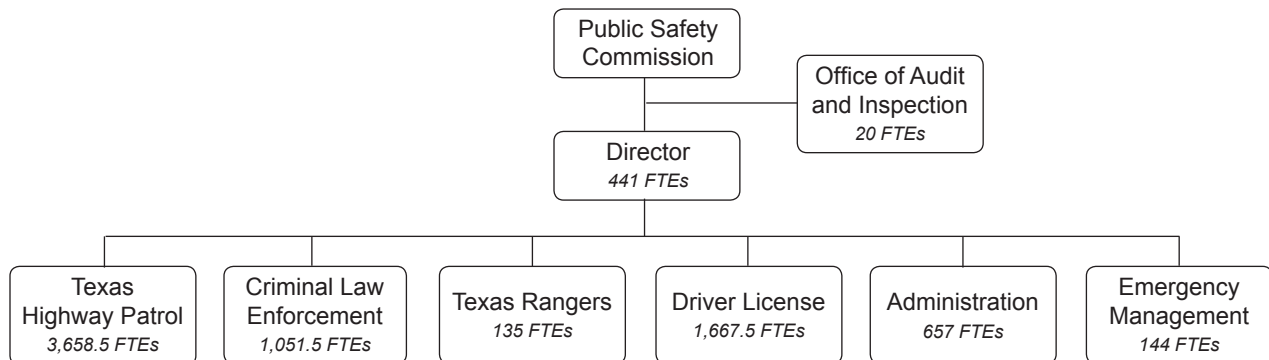 Public Safety
Commission
Office of Audit
and Inspection
20 FTEs
Director
441 FTEs
Texas
Highway Patrol
3,658.5 FTEs
Criminal Law
Enforcement
1,051.5 FTEs
Texas Rangers
135 FTEs
Driver License
1,667.5 FTEs
Administration
657 FTEs
Emergency
Management
144 FTEs